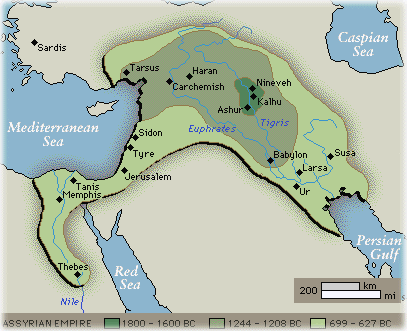 Caspian
Sea
Sardis
Tarsus
Haran
Carchemish
Nineveh
Kalhu
Ashur
Mediterranean
Sea
Euphrates
Tigris
Sidon
Tyre
Babylon
Susa
Larsa
Jerusalem
Ur
Tanis
Memphis
Persian
Gulf
Thebes
Red
Sea
Nile
200
km
mi
ASSYRIAN EMPIRE 1800 - 1600 BC 1244 - 1208 BC 699 - 627 BC